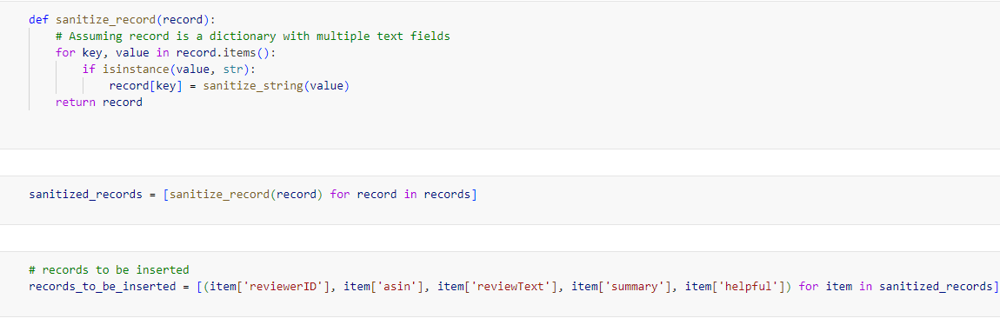 def sanitize_record(record):
    # Assuming record is a dictionary with multiple text fields
    for key, value in record.items():
        if isinstance(value, str):
            record[key] = sanitize_string(value)
    return record
sanitized_records = [sanitize_record(record) for record in records]
# records to be inserted
records_to_be_inserted = [(item['reviewerID'], item['asin'], item['reviewText'], item['summary'], item['helpful']) for item in sanitized_records]